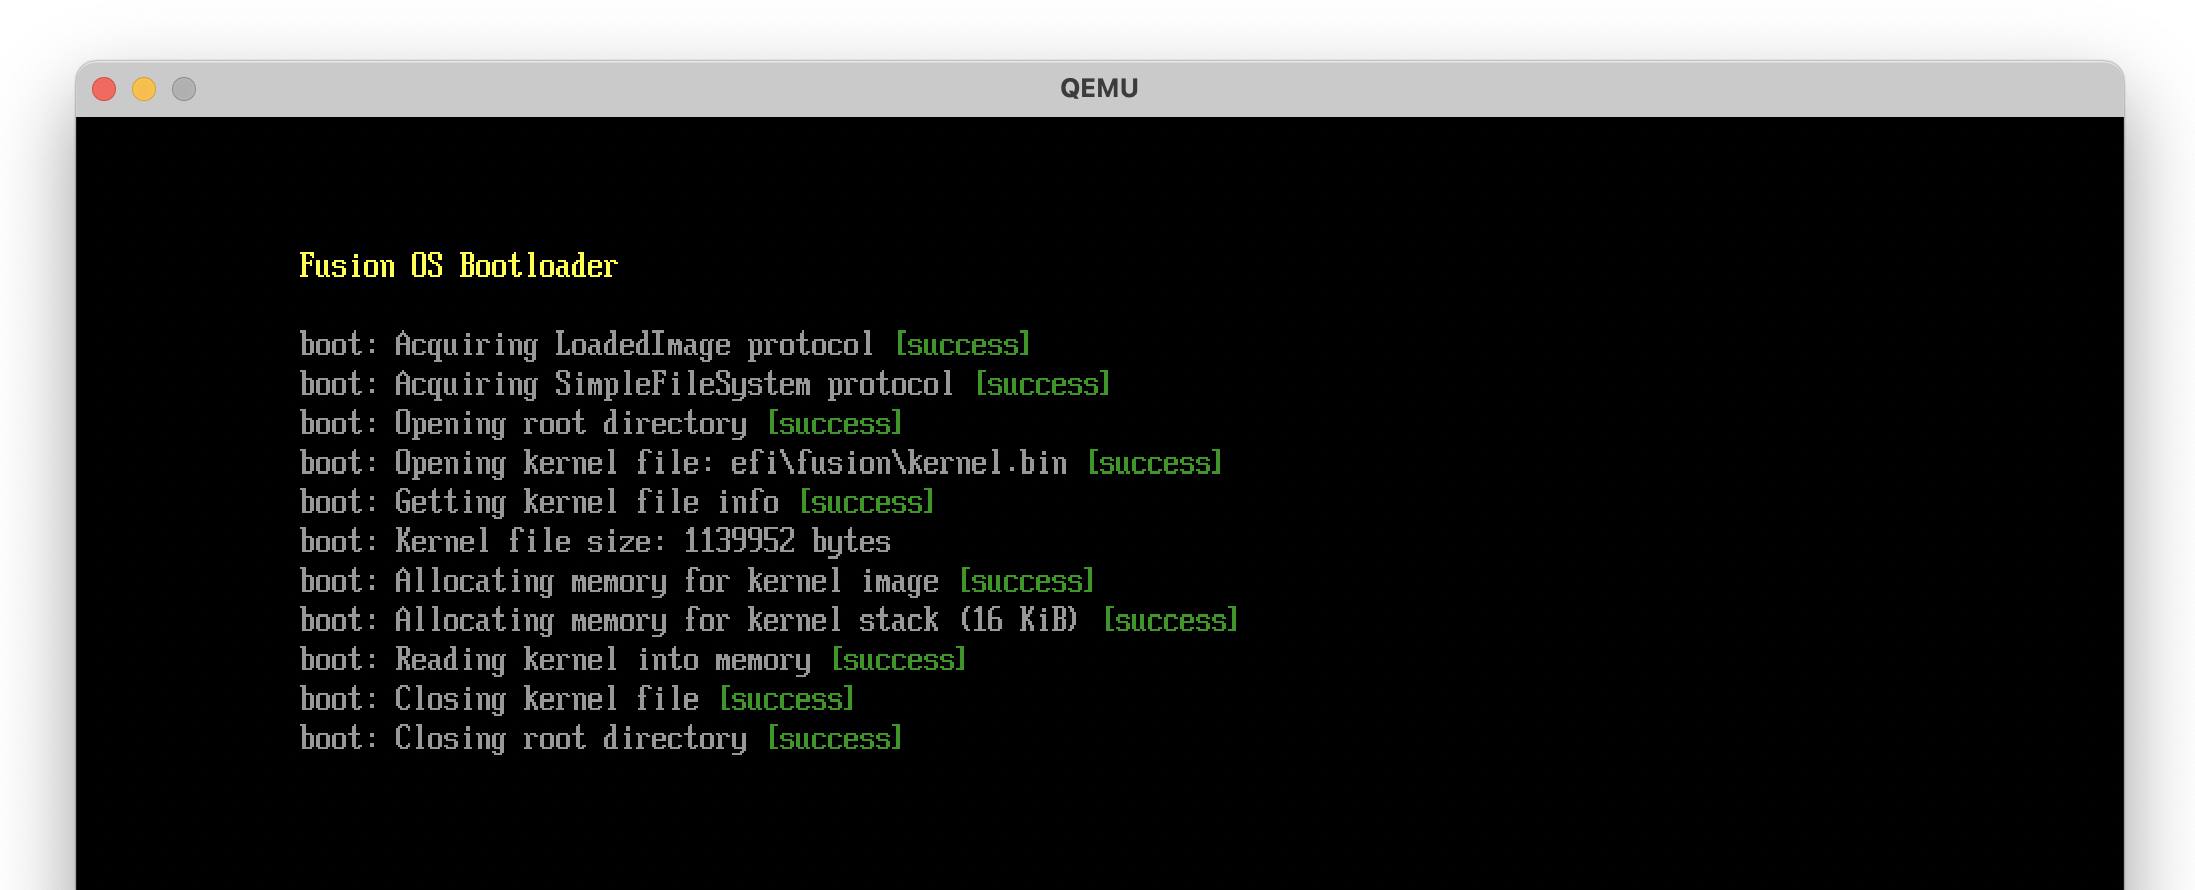 QEMU
Fusion OS Bootloader
boot: Acquiring LoadedImage protocol [success]
boot: Acquiring SimpleFileSystem protocol [success]
boot: Opening root directory [success]
boot: Opening kernel file: efi\fusion\kernel.bin [success]
boot: Getting kernel file info [success]
boot: Kernel file size: 1139952 bytes
boot: Allocating memory for kernel image [success]
boot: Allocating memory for kernel stack (16 KiB) [success]
boot: Reading kernel into memory [success]
boot: Closing kernel file [success]
boot: Closing root directory [success]